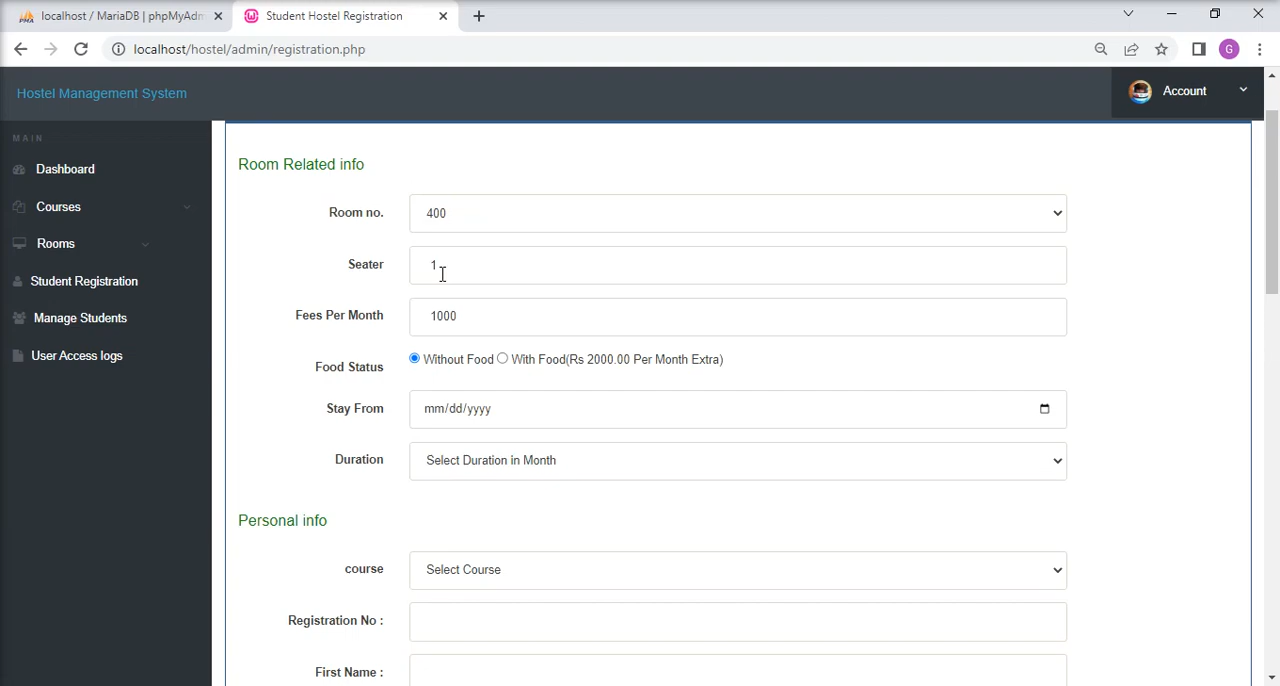 localhost / MariaDB | phpMyAdm
Student Hostel Registration
localhost/hostel/admin/registration.php
G
Hostel Management System
Account
MAIN
Dashboard
Courses
Rooms
Student Registration
Manage Students
User Access logs
Room Related info
Room no. 400
Seater 1
Fees Per Month 1000
Food Status Without Food With Food(Rs 2000.00 Per Month Extra)
Stay From mm/dd/yyyy
Duration Select Duration in Month
Personal info
course Select Course
Registration No :
First Name :